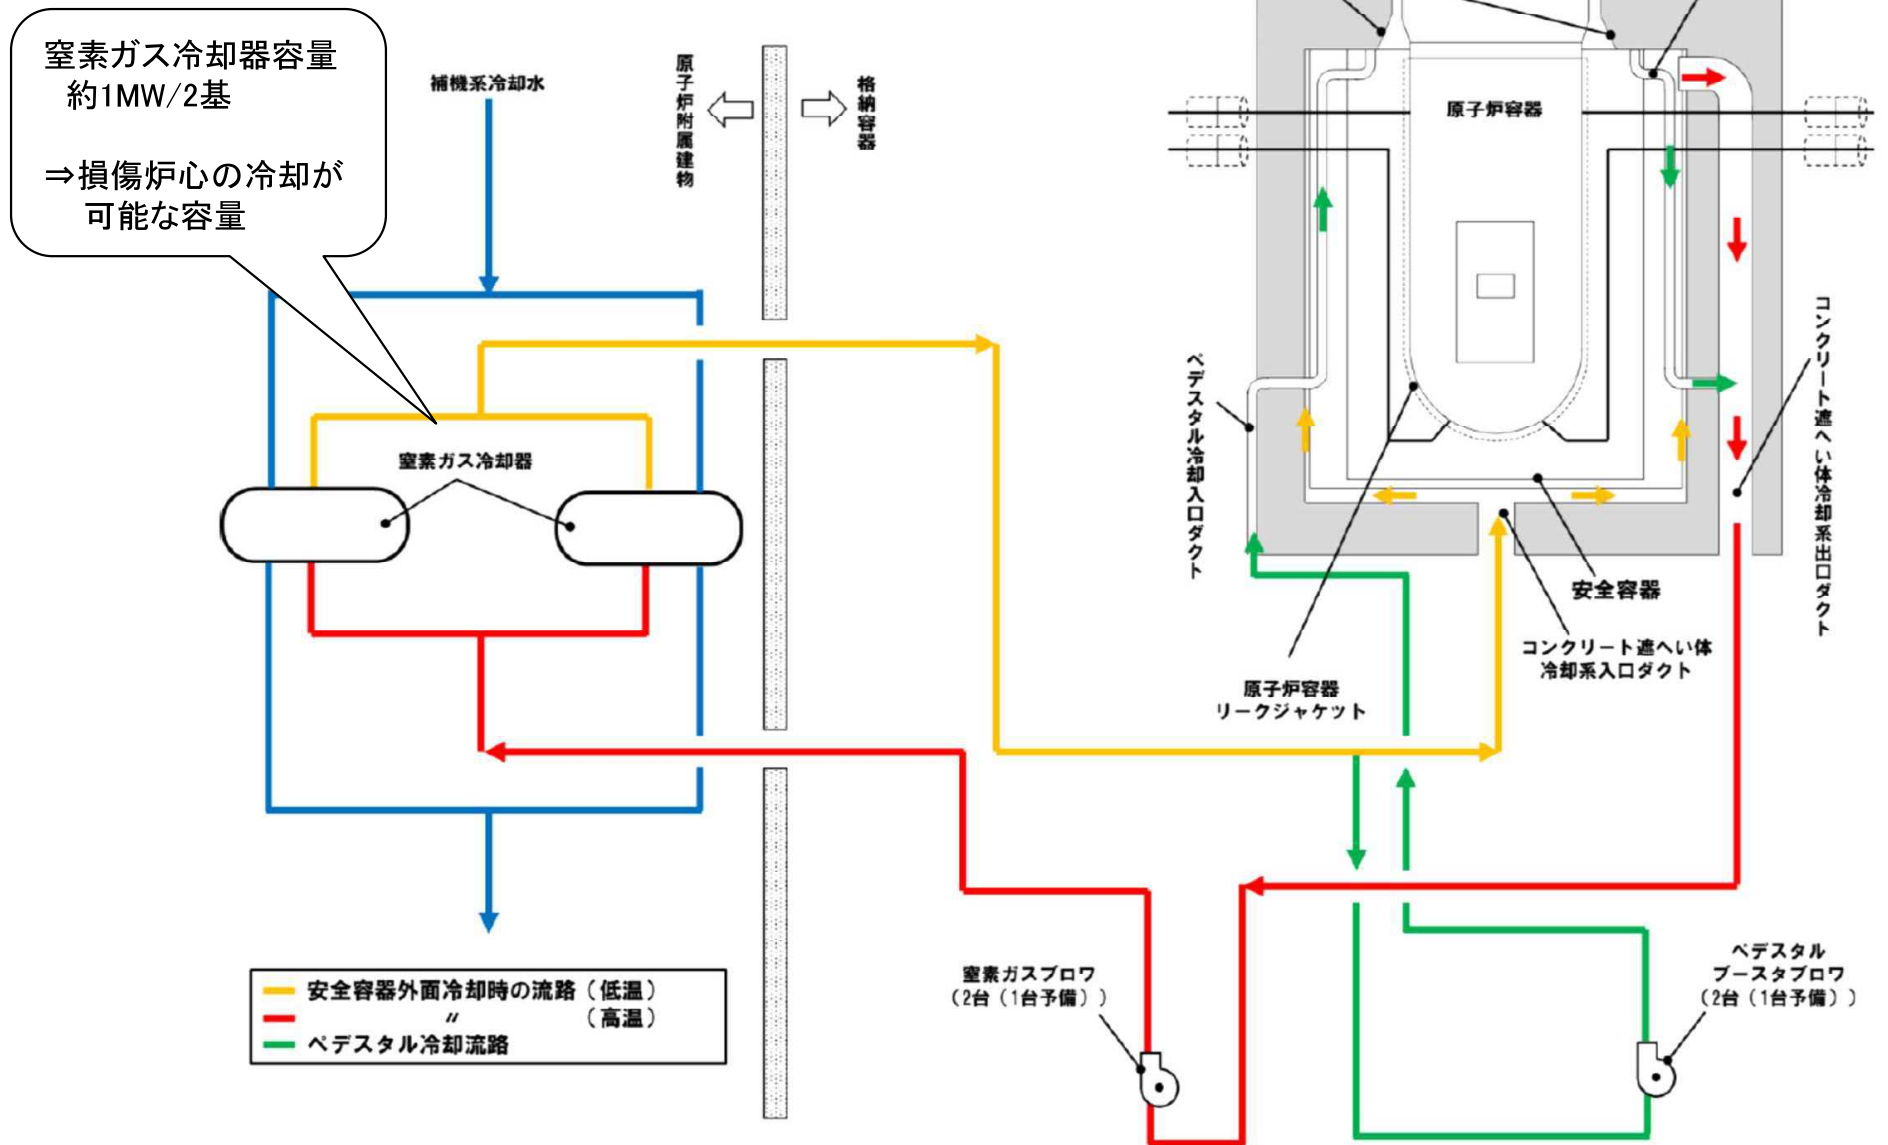 窒素ガス冷却器容量
約1MW/2基
⇒損傷炉心の冷却が
可能な容量
補機系冷却水
原子炉附属建物
格納容器
原子炉容器
窒素ガス冷却器
ペデスタル冷却入口ダクト
コンクリート遮へい体冷却系出口ダクト
安全容器
コンクリート遮へい体
冷却系入口ダクト
原子炉容器
リークジャケット
窒素ガスブロワ
(2台(1台予備))
ペデスタル
ブースタブロワ
(2台(1台予備))
安全容器外面冷却時の流路(低温)
〃 (高温)
ペデスタル冷却流路